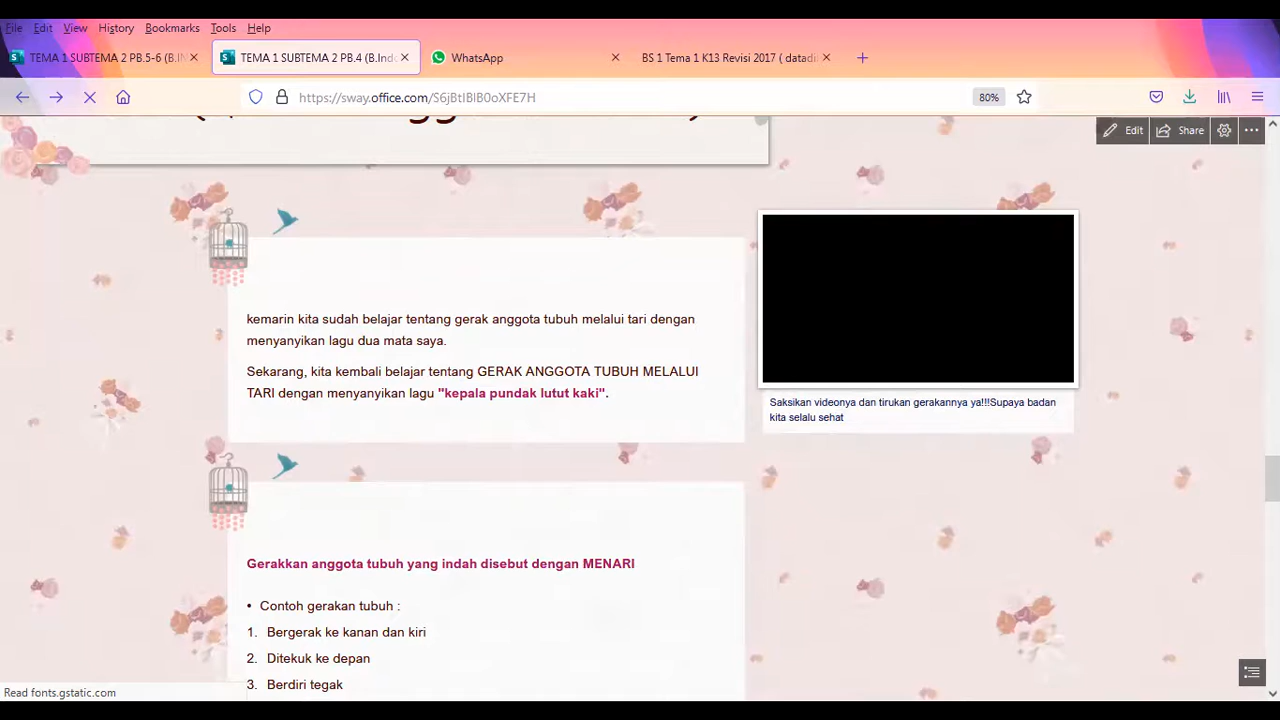 File Edit View History Bookmarks Tools Help
TEMA 1 SUBTEMA 2 PB.5-6 (B.IN
TEMA 1 SUBTEMA 2 PB.4 (B.Indo
WhatsApp
BS 1 Tema 1 K13 Revisi 2017 ( datadi
https://sway.office.com/S6jBtIBlB0oXFE7H
80%
Edit
Share
kemarin kita sudah belajar tentang gerak anggota tubuh melalui tari dengan
menyanyikan lagu dua mata saya.
Sekarang, kita kembali belajar tentang GERAK ANGGOTA TUBUH MELALUI
TARI dengan menyanyikan lagu "kepala pundak lutut kaki".
Saksikan videonya dan tirukan gerakannya ya!!!Supaya badan
kita selalu sehat
Gerakkan anggota tubuh yang indah disebut dengan MENARI
• Contoh gerakan tubuh :
1. Bergerak ke kanan dan kiri
2. Ditekuk ke depan
3. Berdiri tegak
Read fonts.gstatic.com